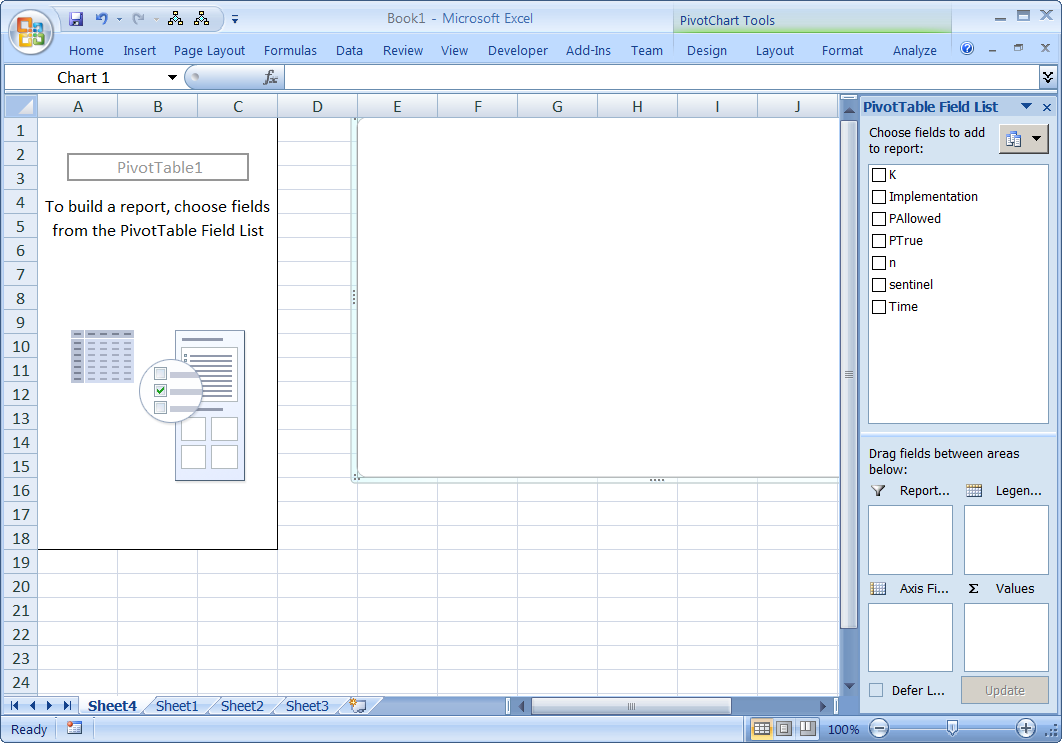 Book1 - Microsoft Excel
PivotChart Tools
Home Insert Page Layout Formulas Data Review View Developer Add-Ins Team Design Layout Format Analyze
Chart 1 fx
A B C D E F G H I J
1
2
3
4
5
6
7
8
9
10
11
12
13
14
15
16
17
18
19
20
21
22
23
24
PivotTable1
To build a report, choose fields
from the PivotTable Field List
PivotTable Field List
Choose fields to add
to report:
K
Implementation
PAllowed
PTrue
n
sentinel
Time
Drag fields between areas
below:
Report... Legen...
Axis Fi... Σ Values
Defer L... Update
Sheet4 Sheet1 Sheet2 Sheet3
Ready 100%